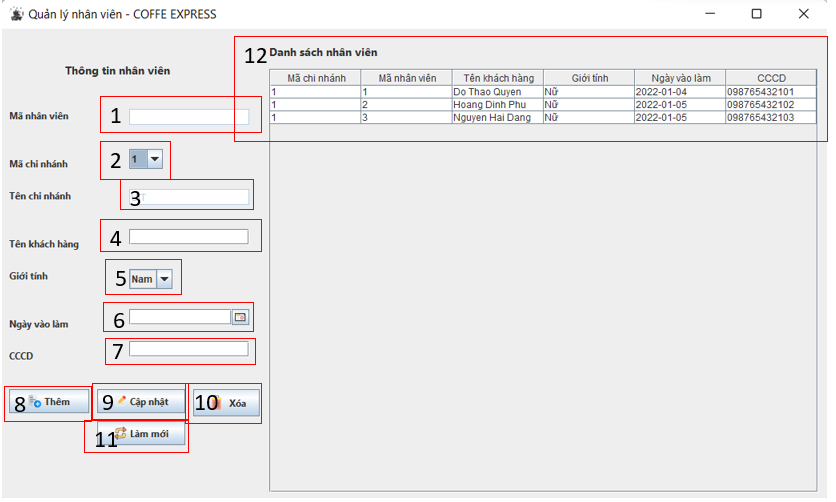 Quản lý nhân viên - COFFE EXPRESS
12 Danh sách nhân viên
Thông tin nhân viên
Mã chi nhánh Mã nhân viên Tên khách hàng Giới tính Ngày vào làm CCCD
1 1 Do Thao Quyen Nữ 2022-01-04 098765432101
1 2 Hoang Dinh Phu Nữ 2022-01-05 098765432102
1 3 Nguyen Hai Dang Nữ 2022-01-05 098765432103
Mã nhân viên 1
Mã chi nhánh 2 1
Tên chi nhánh 3
Tên khách hàng 4
Giới tính 5 Nam
Ngày vào làm 6
CCCD 7
8 Thêm 9 Cập nhật 10 Xóa
11 Làm mới